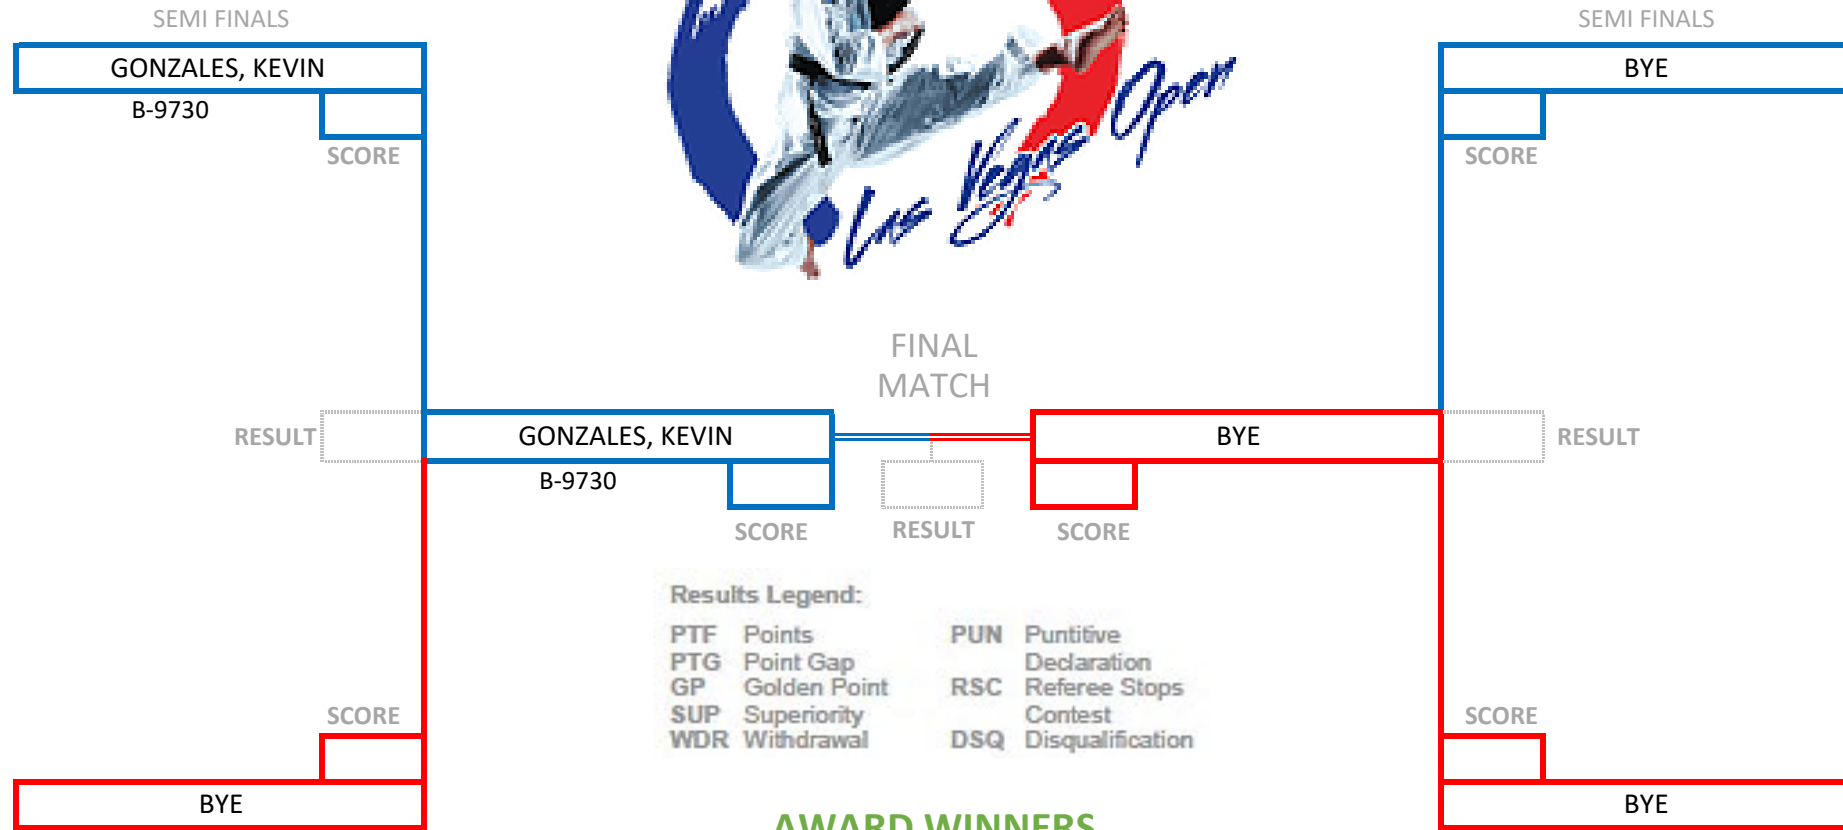 SEMI FINALS
SEMI FINALS
GONZALES, KEVIN
BYE
B-9730
SCORE
SCORE
Las Vegas Open
FINAL
MATCH
RESULT
GONZALES, KEVIN
BYE
RESULT
B-9730
SCORE
RESULT
SCORE
Results Legend:
PTF Points
PTG Point Gap
GP Golden Point
SUP Superiority
WDR Withdrawal
PUN Puntitive
Declaration
RSC Referee Stops
Contest
DSQ Disqualification
SCORE
SCORE
BYE
BYE
AWARD WINNERS